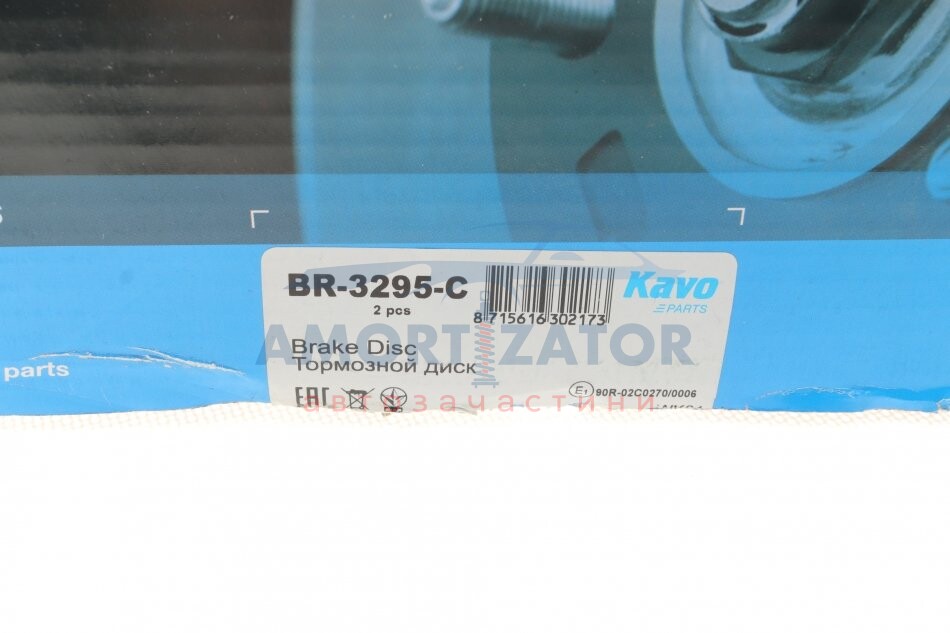 BR-3295-C
2 pcs
8 715616 302173
Kavo
PARTS
Brake Disc
Тормозной диск
AMORTIZATOR
автозапчастини
parts
EAC
E1 90R-02C0270/0006